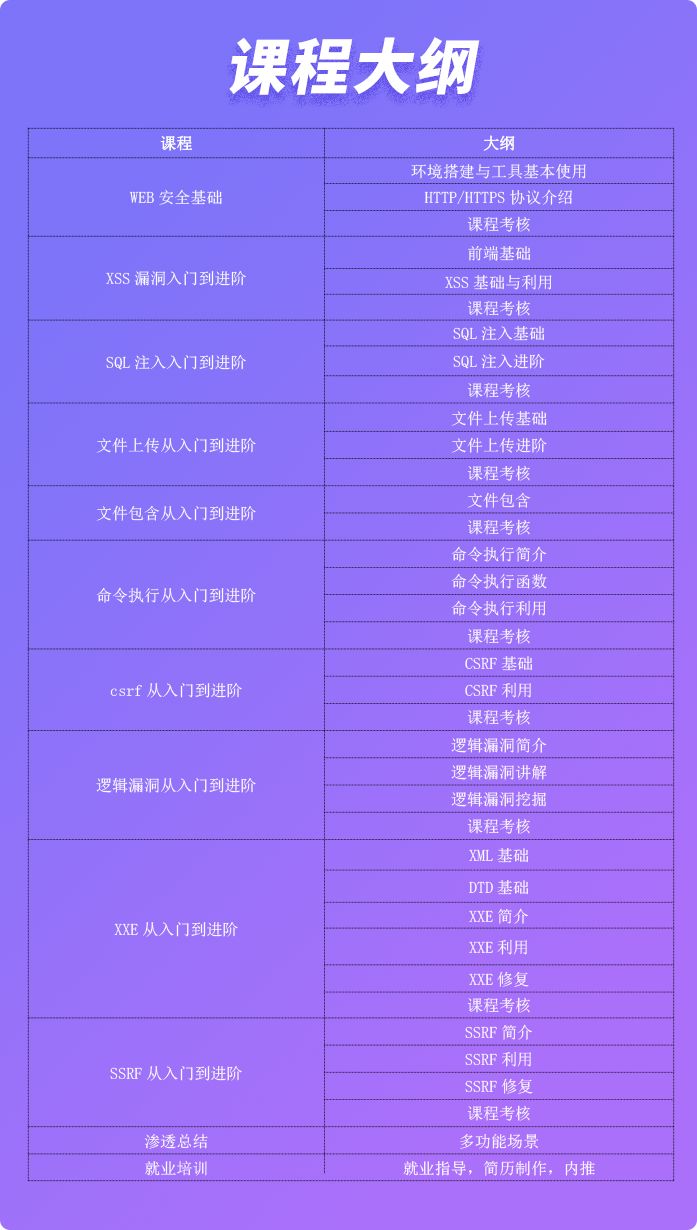 课程大纲
课程 大纲
WEB 安全基础
环境搭建与工具基本使用
HTTP/HTTPS 协议介绍
课程考核
XSS 漏洞入门到进阶
前端基础
XSS 基础与利用
课程考核
SQL 注入入门到进阶
SQL 注入基础
SQL 注入进阶
课程考核
文件上传从入门到进阶
文件上传基础
文件上传进阶
课程考核
文件包含从入门到进阶
文件包含
课程考核
命令执行从入门到进阶
命令执行简介
命令执行函数
命令执行利用
课程考核
csrf 从入门到进阶
CSRF 基础
CSRF 利用
课程考核
逻辑漏洞从入门到进阶
逻辑漏洞简介
逻辑漏洞讲解
逻辑漏洞挖掘
课程考核
XXE 从入门到进阶
XML 基础
DTD 基础
XXE 简介
XXE 利用
XXE 修复
课程考核
SSRF 从入门到进阶
SSRF 简介
SSRF 利用
SSRF 修复
课程考核
渗透总结 多功能场景
就业培训 就业指导，简历制作，内推